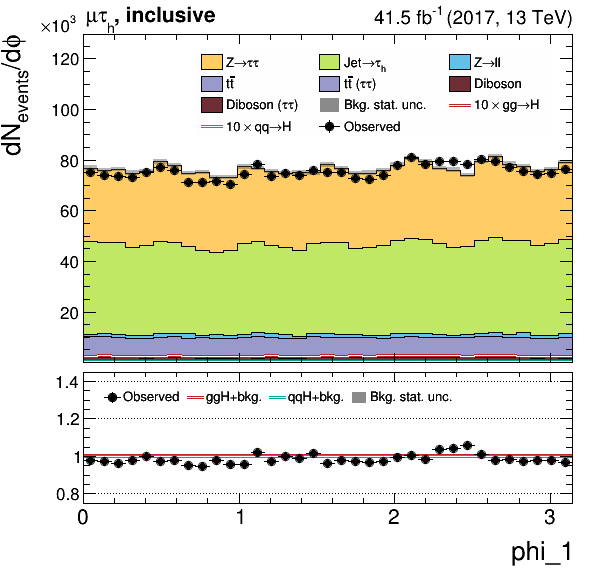 ×10³ μτh, inclusive 41.5 fb⁻¹ (2017, 13 TeV)
dNevents/dϕ
120
100
80
60
40
20
Z→ττ Jet→τh Z→ll
tt̄ tt̄ (ττ) Diboson
Diboson (ττ) Bkg. stat. unc. 10 × gg→H
10 × qq→H Observed
1.4
1.2
1
0.8
Observed ggH+bkg. qqH+bkg. Bkg. stat. unc.
0 1 2 3
phi_1